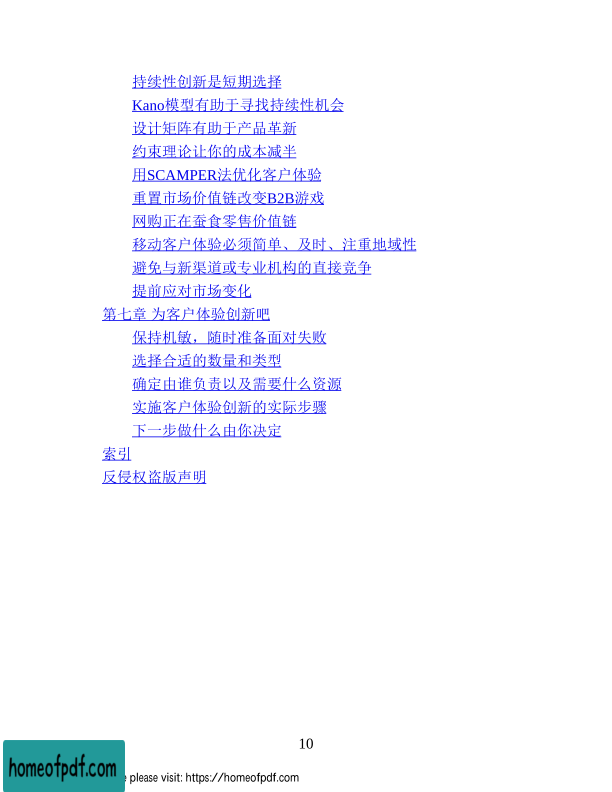 持续性创新是短期选择
Kano模型有助于寻找持续性机会
设计矩阵有助于产品革新
约束理论让你的成本减半
用SCAMPER法优化客户体验
重置市场价值链改变B2B游戏
网购正在蚕食零售价值链
移动客户体验必须简单、及时、注重地域性
避免与新渠道或专业机构的直接竞争
提前应对市场变化
第七章 为客户体验创新吧
保持机敏，随时准备面对失败
选择合适的数量和类型
确定由谁负责以及需要什么资源
实施客户体验创新的实际步骤
下一步做什么由你决定
索引
反侵权盗版声明
10
homeofpdf.com
please visit: https://homeofpdf.com